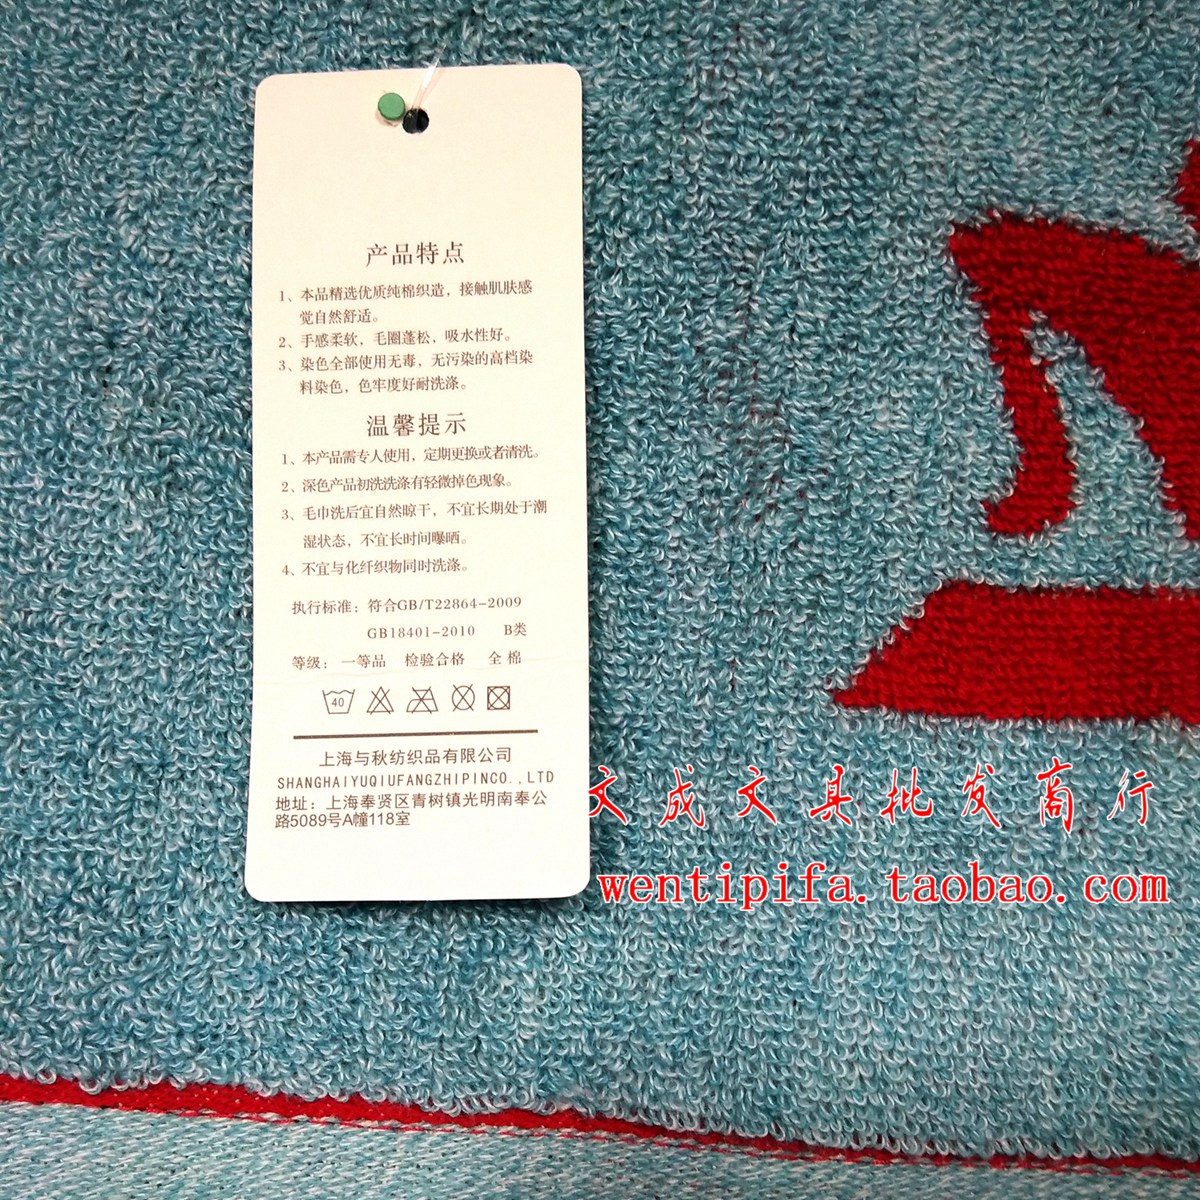 产品特点
1、本品精选优质纯棉织造，接触肌肤感
觉自然舒适。
2、手感柔软，毛圈蓬松，吸水性好。
3、染色全部使用无毒，无污染的高档染
料染色，色牢度好耐洗涤。
温馨提示
1、本产品需专人使用，定期更换或者清洗。
2、深色产品初洗洗涤有轻微掉色现象。
3、毛巾洗后宜自然晾干，不宜长期处于潮
湿状态，不宜长时间曝晒。
4、不宜与化纤织物同时洗涤。
执行标准：符合GB/T22864-2009
GB18401-2010 B类
等级：一等品 检验合格 全棉
40
上海与秋纺织品有限公司
SHANGHAIYUQIUFANGZHIPINCO.,LTD
地址：上海奉贤区青树镇光明南奉公
路5089号A幢118室
文成文具批发商行
wentipifa.taobao.com